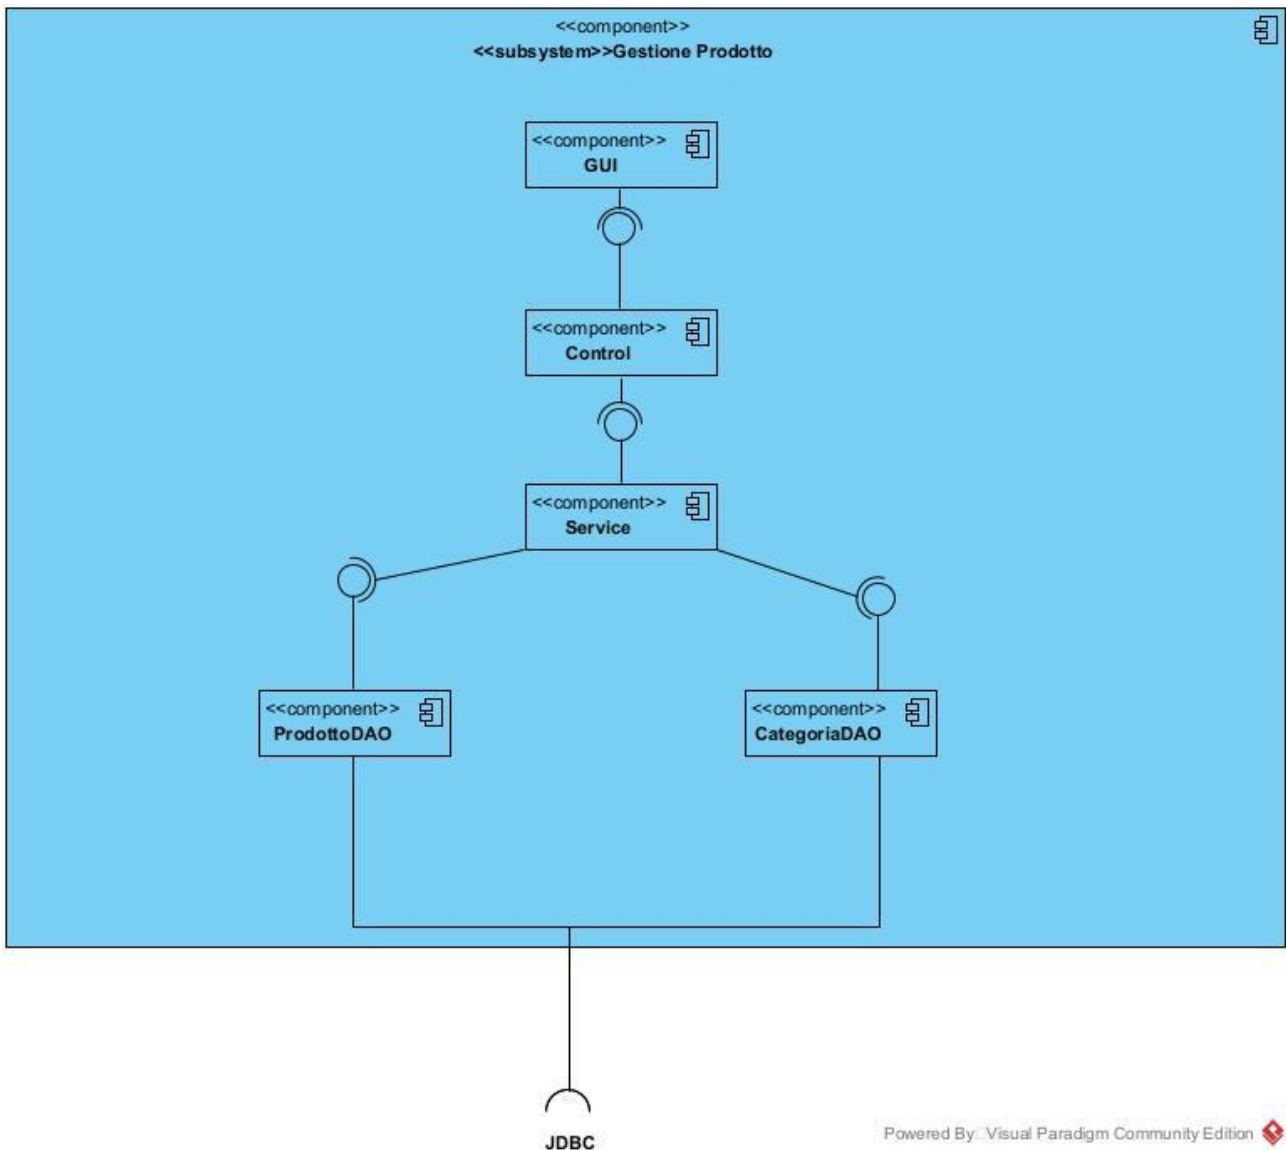 <<component>>
<<subsystem>>Gestione Prodotto
<<component>>
GUI
<<component>>
Control
<<component>>
Service
<<component>>
ProdottoDAO
<<component>>
CategoriaDAO
JDBC
Powered By Visual Paradigm Community Edition